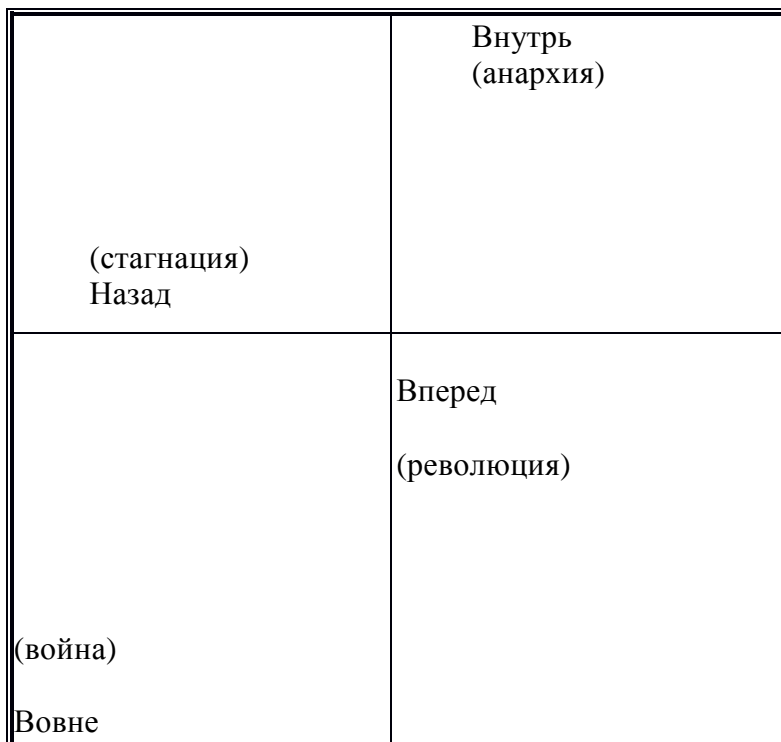 Внутрь
(анархия)
(стагнация)
Назад
Вперед
(революция)
(война)
Вовне